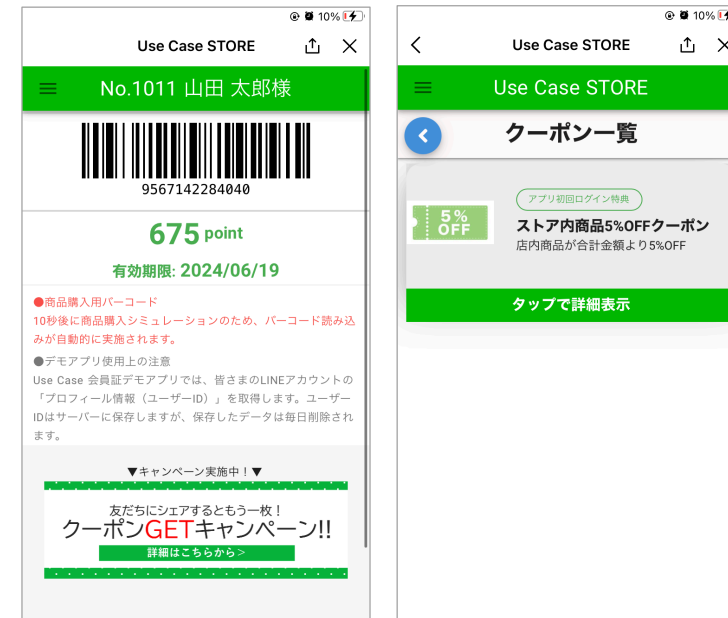 10%
Use Case STORE
No.1011 山田 太郎様
9567142284040
675 point
有効期限: 2024/06/19
●商品購入用バーコード
10秒後に商品購入シミュレーションのため、バーコード読み込
みが自動的に実施されます。
●デモアプリ使用上の注意
Use Case 会員証デモアプリでは、皆さまのLINEアカウントの
「プロフィール情報（ユーザーID）」を取得します。ユーザー
IDはサーバーに保存しますが、保存したデータは毎日削除され
ます。
▼キャンペーン実施中！▼
友だちにシェアするともう一枚！
クーポンGETキャンペーン!!
詳細はこちらから＞
10%
Use Case STORE
Use Case STORE
クーポン一覧
5%
OFF
アプリ初回ログイン特典
ストア内商品5%OFFクーポン
店内商品が合計金額より5%OFF
タップで詳細表示